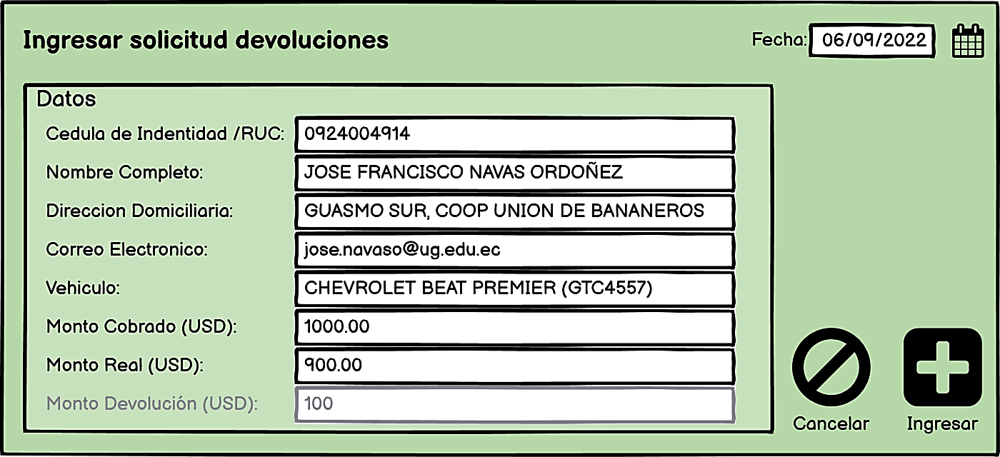 Ingresar solicitud devoluciones
Fecha: 06/09/2022
Datos
Cedula de Indentidad /RUC: 0924004914
Nombre Completo: JOSE FRANCISCO NAVAS ORDOÑEZ
Direccion Domiciliaria: GUASMO SUR, COOP UNION DE BANANEROS
Correo Electronico: jose.navaso@ug.edu.ec
Vehiculo: CHEVROLET BEAT PREMIER (GTC4557)
Monto Cobrado (USD): 1000.00
Monto Real (USD): 900.00
Monto Devolución (USD): 100
Cancelar
Ingresar